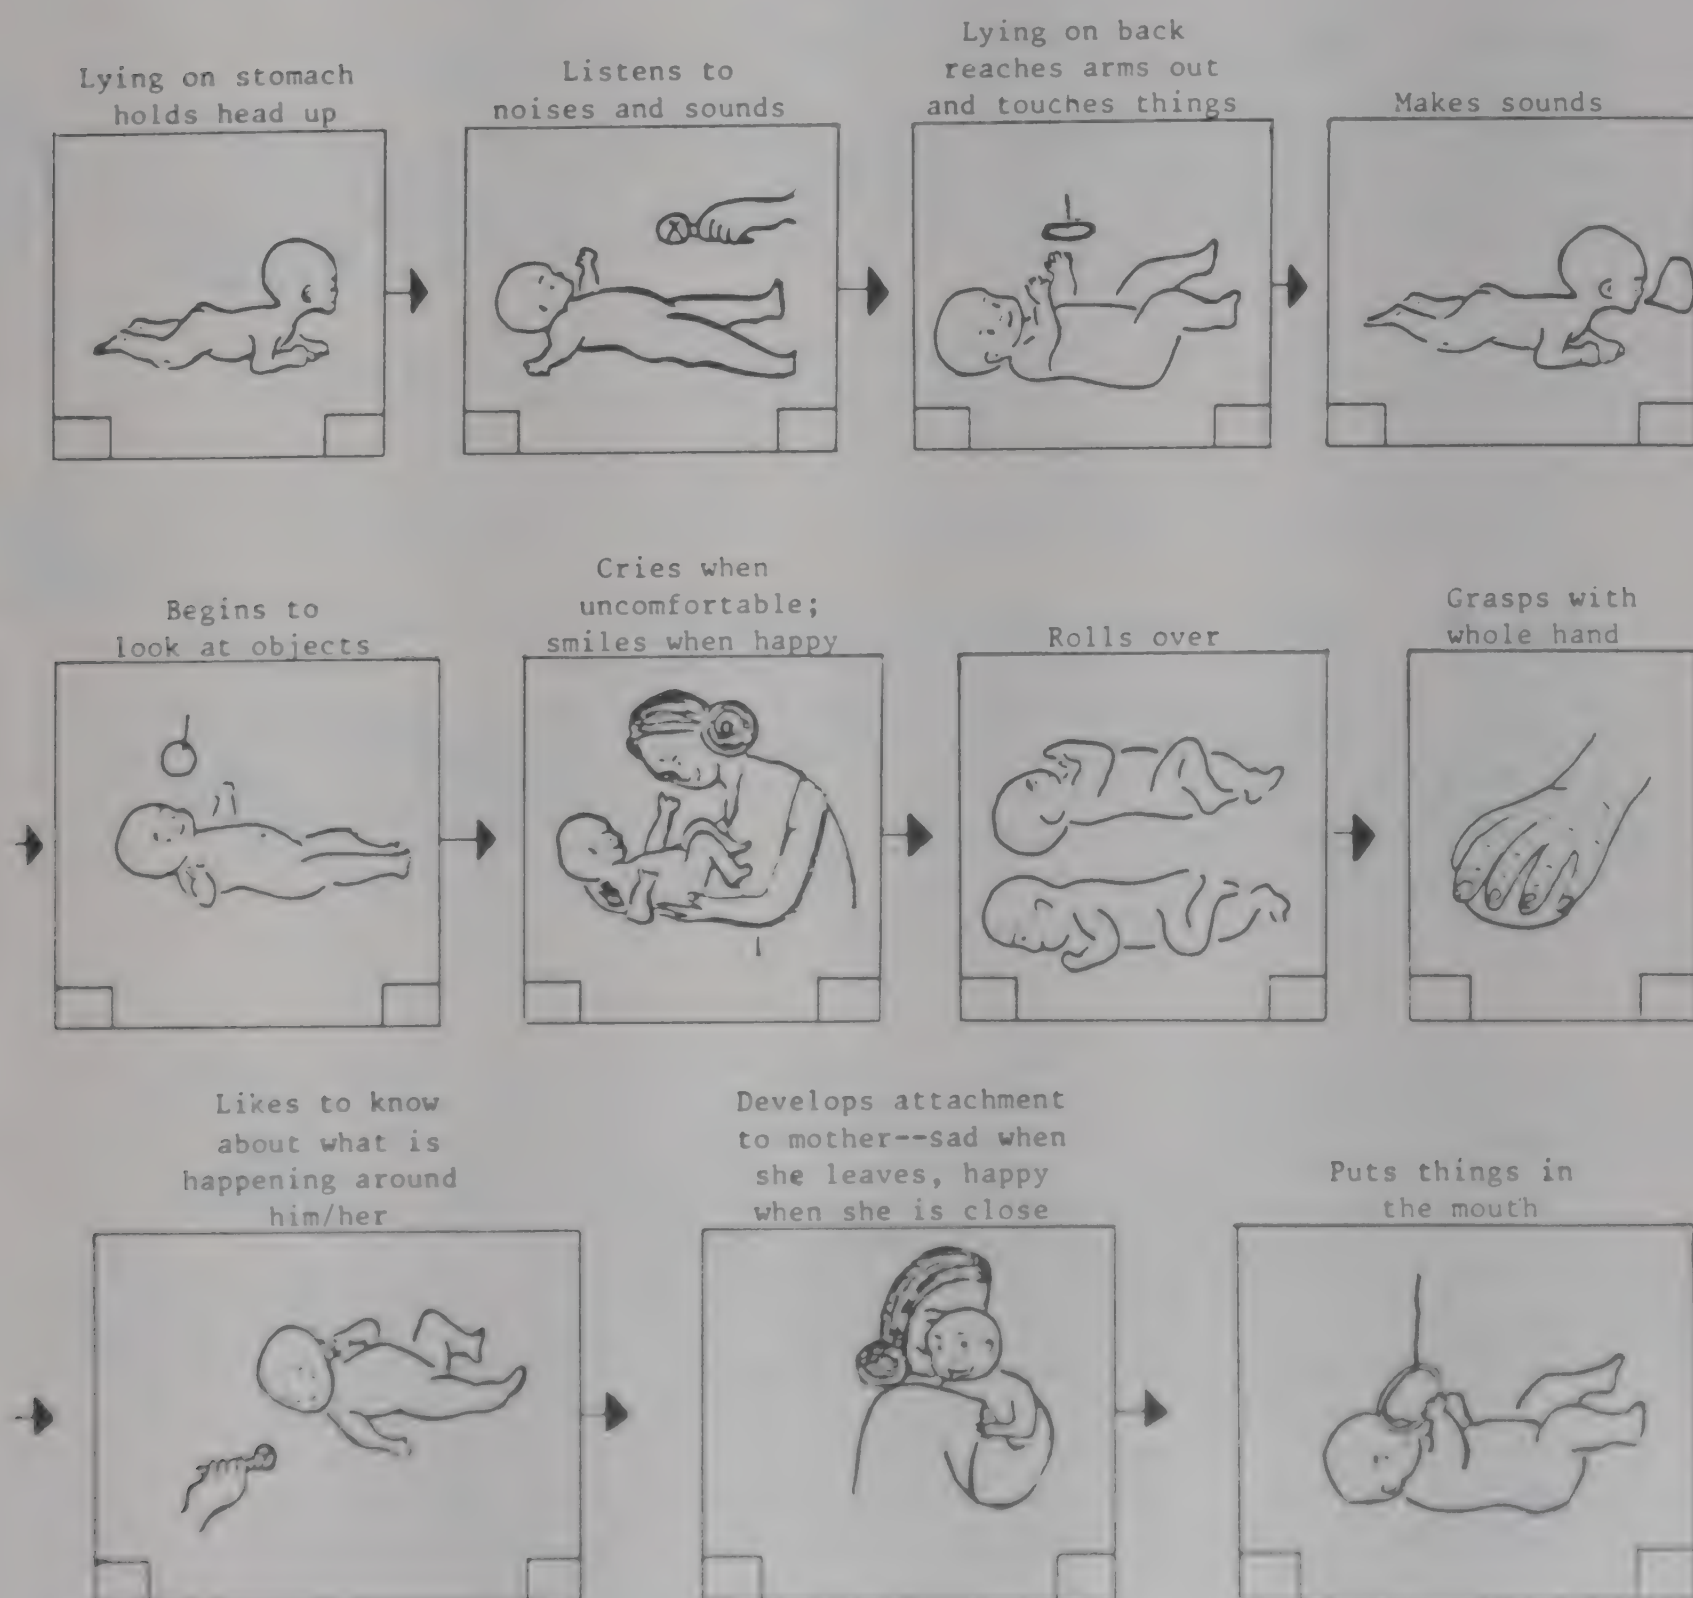 Lying on stomach
holds head up
Listens to
noises and sounds
Lying on back
reaches arms out
and touches things
Makes sounds
Begins to
look at objects
Cries when
uncomfortable;
smiles when happy
Rolls over
Grasps with
whole hand
Likes to know
about what is
happening around
him/her
Develops attachment
to mother--sad when
she leaves, happy
when she is close
Puts things in
the mouth